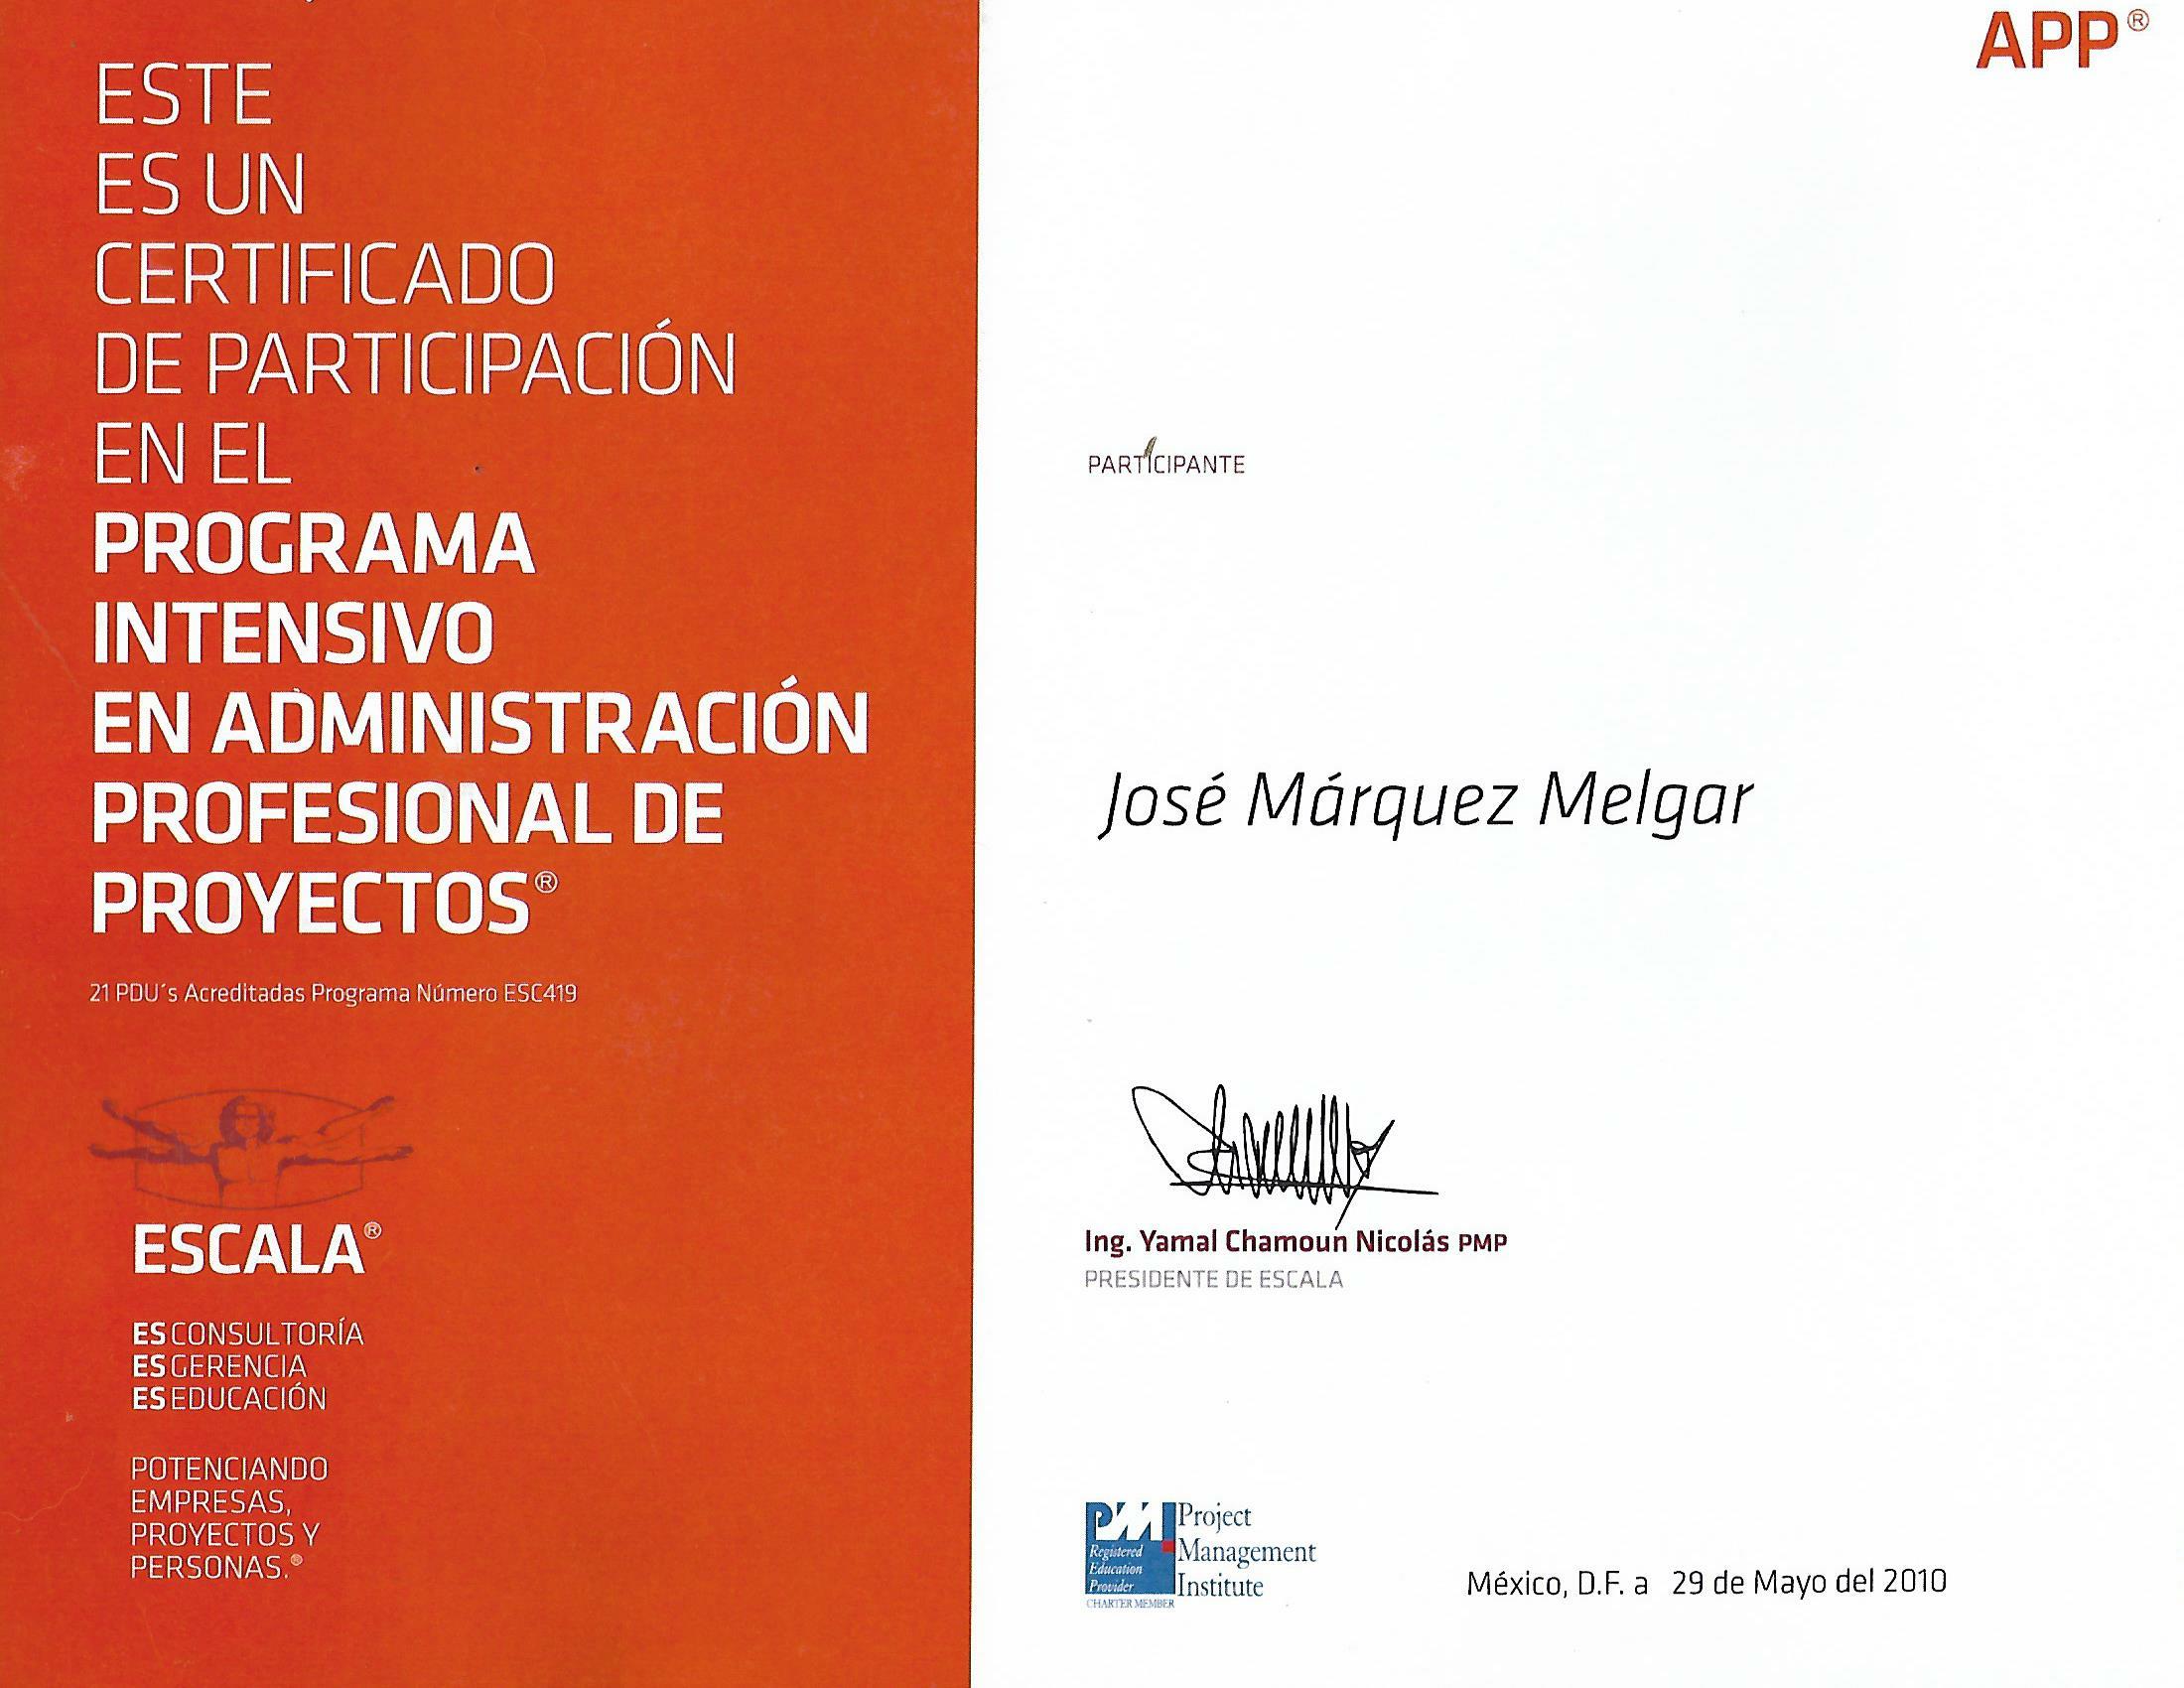 APP®
ESTE
ES UN
CERTIFICADO
DE PARTICIPACIÓN
EN EL
PROGRAMA
INTENSIVO
EN ADMINISTRACIÓN
PROFESIONAL DE
PROYECTOS®
21 PDU´s Acreditadas Programa Número ESC419
ESCALA®
ES CONSULTORÍA
ES GERENCIA
ES EDUCACIÓN
POTENCIANDO
EMPRESAS,
PROYECTOS Y
PERSONAS.®
PARTICIPANTE
José Márquez Melgar
Ing. Yamal Chamoun Nicolás PMP
PRESIDENTE DE ESCALA
PMI
Registered
Education
Provider
CHARTER MEMBER
Project
Management
Institute
México, D.F. a 29 de Mayo del 2010